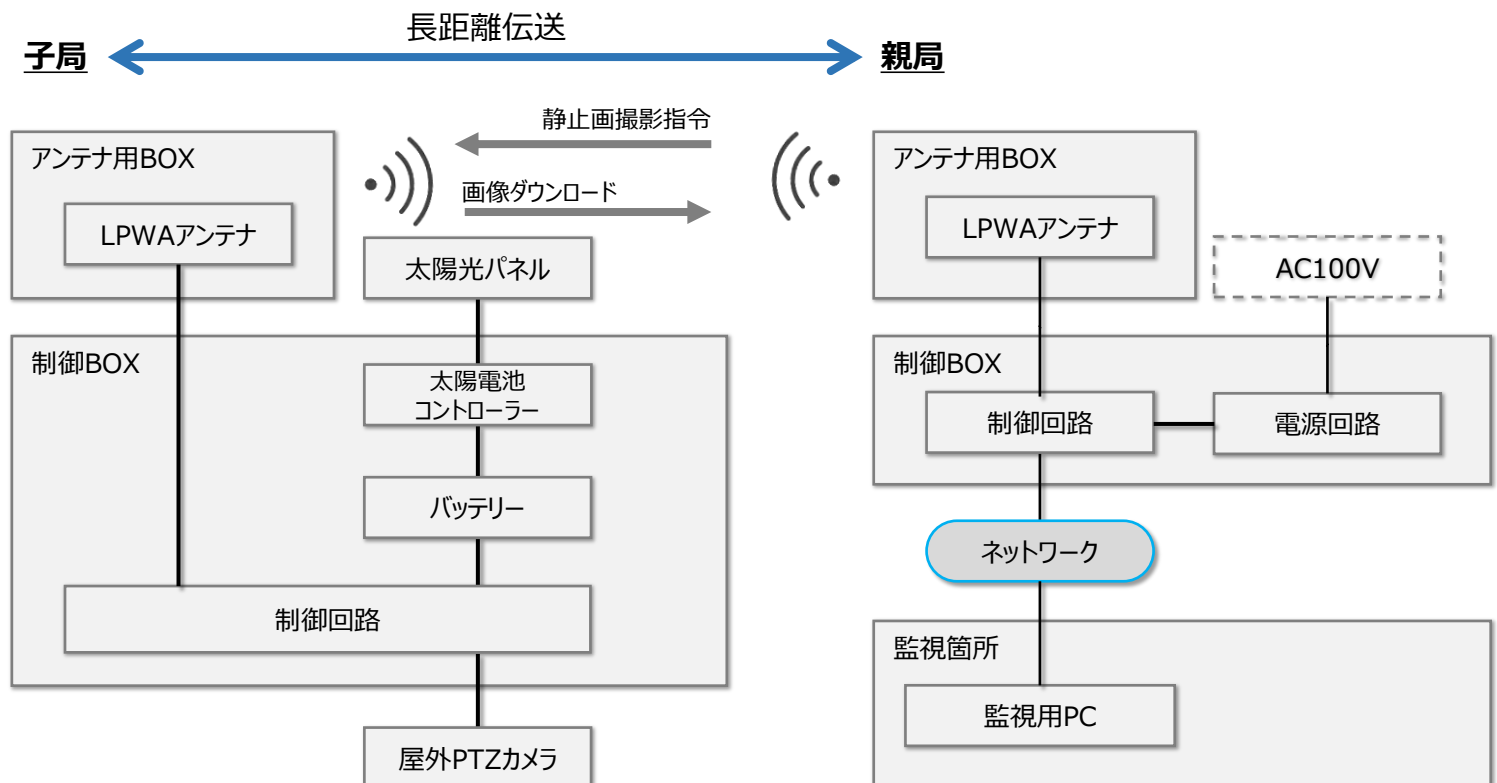 長距離伝送
子局
親局
静止画撮影指令
画像ダウンロード
アンテナ用BOX
LPWAアンテナ
太陽光パネル
制御BOX
太陽電池
コントローラー
バッテリー
制御回路
屋外PTZカメラ
アンテナ用BOX
LPWAアンテナ
AC100V
制御BOX
制御回路
電源回路
ネットワーク
監視箇所
監視用PC